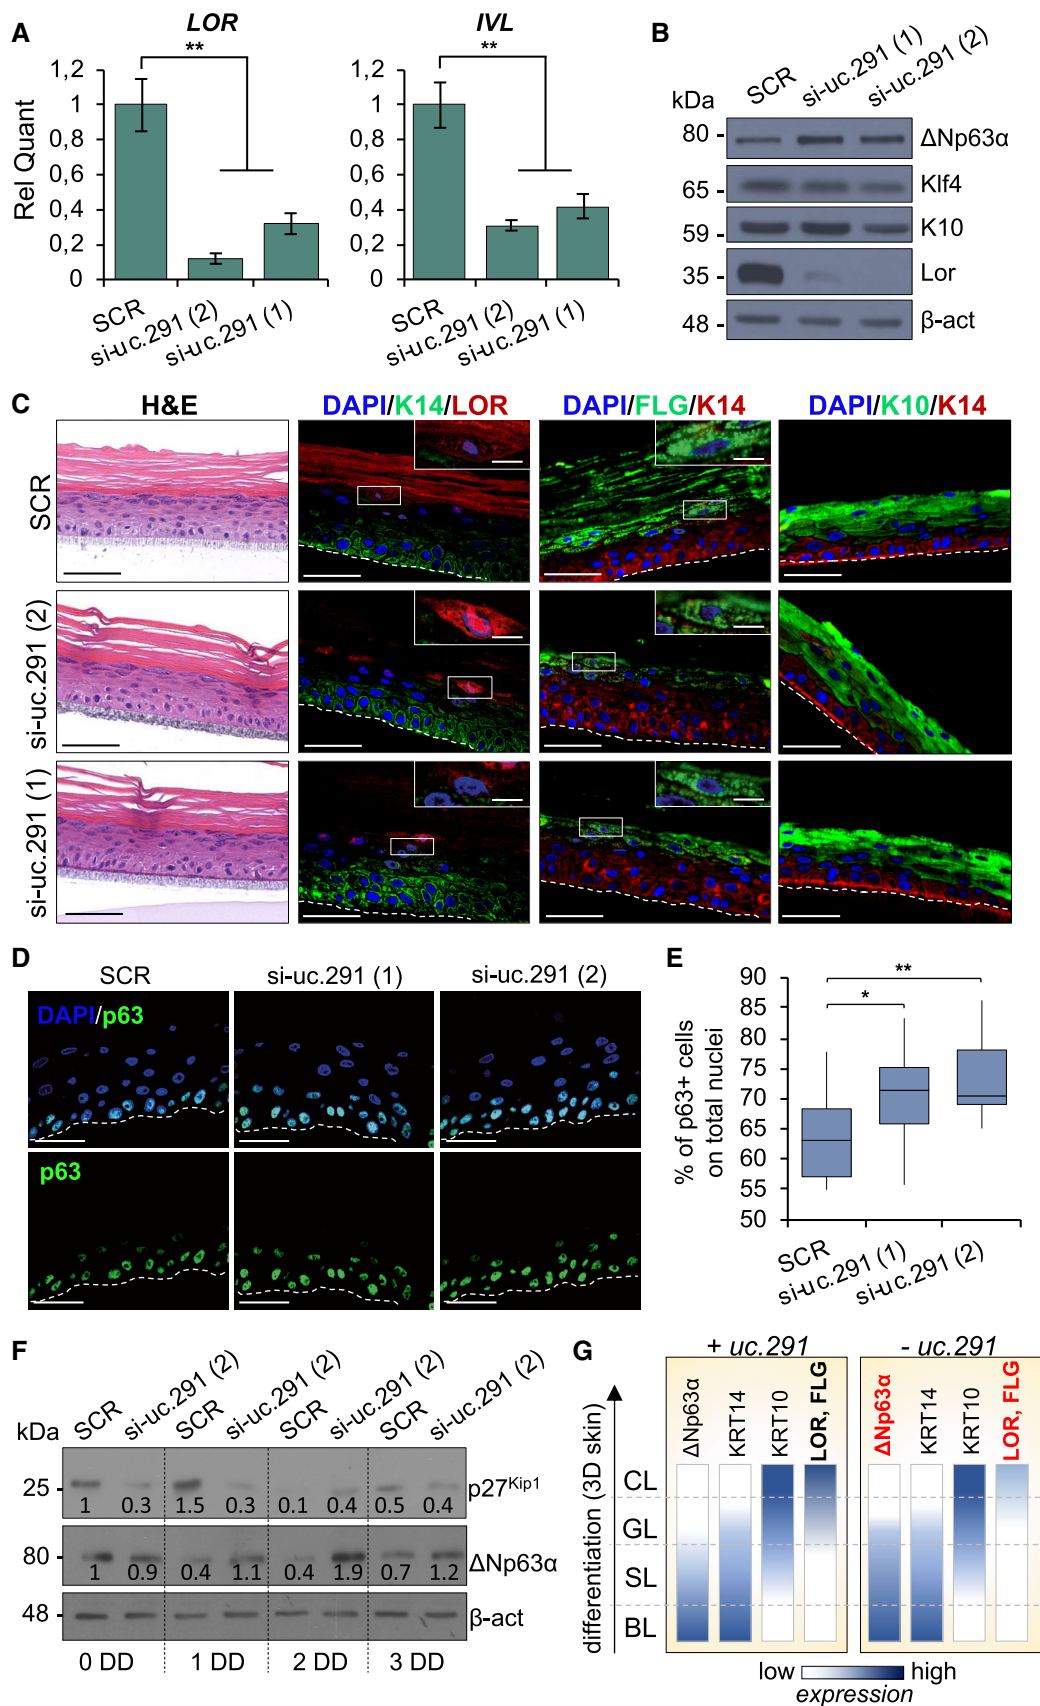 A
LOR
**
Rel Quant
1,2
1
0,8
0,6
0,4
0,2
0
SCR
si-uc.291 (2)
si-uc.291 (1)
IVL
**
1,2
1
0,8
0,6
0,4
0,2
0
SCR
si-uc.291 (2)
si-uc.291 (1)
B
SCR
si-uc.291 (1)
si-uc.291 (2)
kDa
80 - ΔNp63α
65 - Klf4
59 - K10
35 - Lor
48 - β-act
C
H&E
DAPI/K14/LOR
DAPI/FLG/K14
DAPI/K10/K14
SCR
si-uc.291 (2)
si-uc.291 (1)
D
SCR
si-uc.291 (1)
si-uc.291 (2)
DAPI/p63
p63
E
% of p63+ cells
on total nuclei
90
85
80
75
70
65
60
55
50
*
**
SCR
si-uc.291 (1)
si-uc.291 (2)
F
SCR
si-uc.291 (2)
SCR
si-uc.291 (2)
SCR
si-uc.291 (2)
SCR
si-uc.291 (2)
kDa
25 - p27Kip1
1 0.3 1.5 0.3 0.1 0.4 0.5 0.4
80 - ΔNp63α
1 0.9 0.4 1.1 0.4 1.9 0.7 1.2
48 - β-act
0 DD 1 DD 2 DD 3 DD
G
+ uc.291
- uc.291
differentiation (3D skin)
ΔNp63α
KRT14
KRT10
LOR, FLG
ΔNp63α
KRT14
KRT10
LOR, FLG
CL
GL
SL
BL
low high
expression